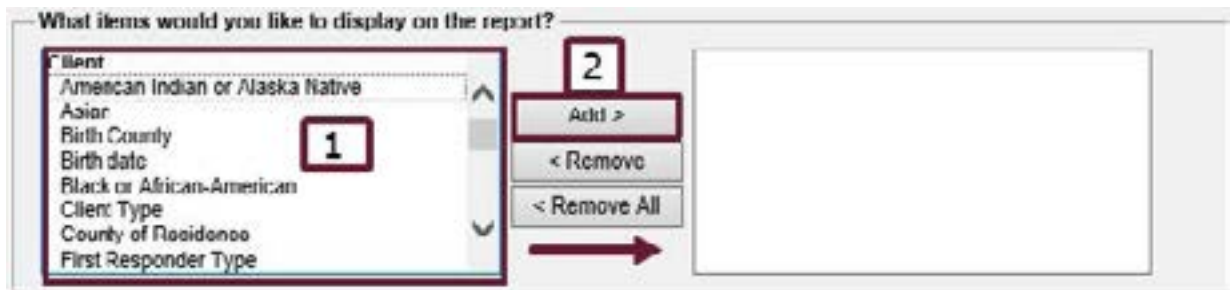 What items would you like to display on the report?
Client
American Indian or Alaska Native
Asian
Birth County
Birth date
Black or African-American
Client Type
County of Residence
First Responder Type
1
2
Add >
< Remove
< Remove All